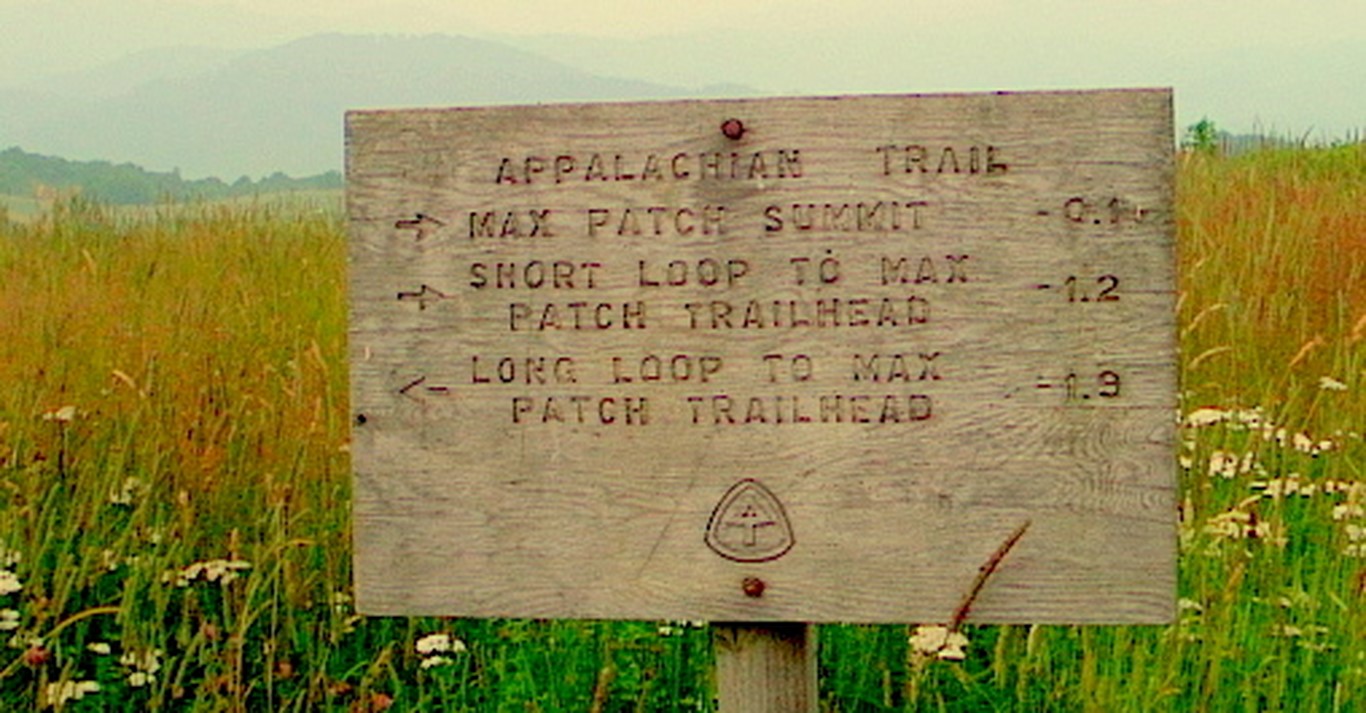 APPALACHIAN TRAIL
→ MAX PATCH SUMMIT - 0.1
→ SHORT LOOP TO MAX
PATCH TRAILHEAD - 1.2
← LONG LOOP TO MAX
PATCH TRAILHEAD - 1.9